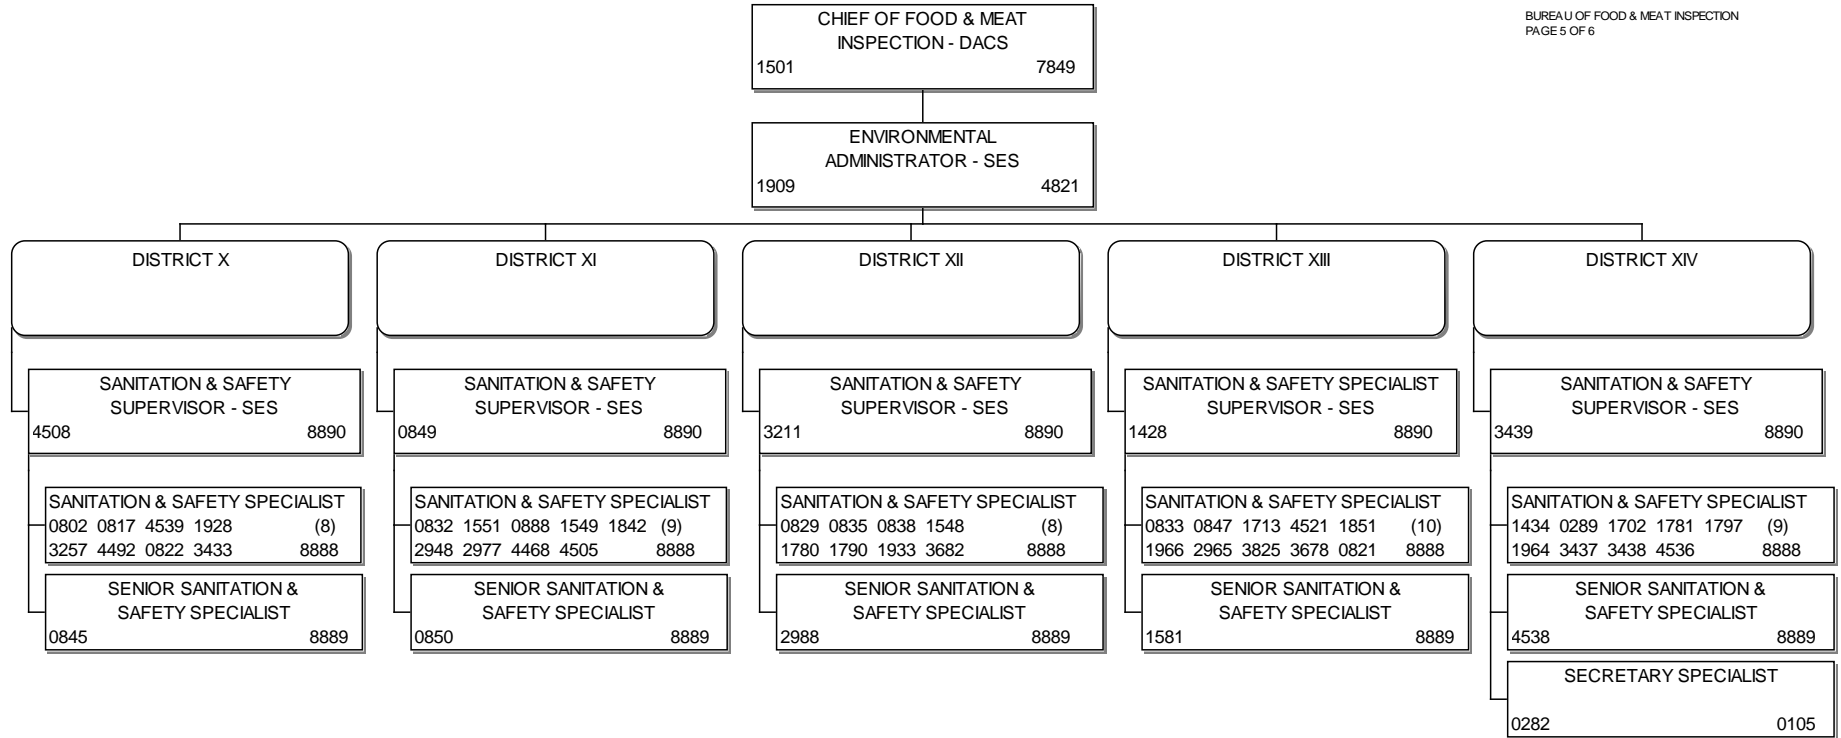 CHIEF OF FOOD & MEAT
INSPECTION - DACS
1501 7849
BUREAU OF FOOD & MEAT INSPECTION
PAGE 5 OF 6
ENVIRONMENTAL
ADMINISTRATOR - SES
1909 4821
DISTRICT X
SANITATION & SAFETY
SUPERVISOR - SES
4508 8890
SANITATION & SAFETY SPECIALIST
0802 0817 4539 1928 (8)
3257 4492 0822 3433 8888
SENIOR SANITATION &
SAFETY SPECIALIST
0845 8889
DISTRICT XI
SANITATION & SAFETY
SUPERVISOR - SES
0849 8890
SANITATION & SAFETY SPECIALIST
0832 1551 0888 1549 1842 (9)
2948 2977 4468 4505 8888
SENIOR SANITATION &
SAFETY SPECIALIST
0850 8889
DISTRICT XII
SANITATION & SAFETY
SUPERVISOR - SES
3211 8890
SANITATION & SAFETY SPECIALIST
0829 0835 0838 1548 (8)
1780 1790 1933 3682 8888
SENIOR SANITATION &
SAFETY SPECIALIST
2988 8889
DISTRICT XIII
SANITATION & SAFETY SPECIALIST
SUPERVISOR - SES
1428 8890
SANITATION & SAFETY SPECIALIST
0833 0847 1713 4521 1851 (10)
1966 2965 3825 3678 0821 8888
SENIOR SANITATION &
SAFETY SPECIALIST
1581 8889
DISTRICT XIV
SANITATION & SAFETY
SUPERVISOR - SES
3439 8890
SANITATION & SAFETY SPECIALIST
1434 0289 1702 1781 1797 (9)
1964 3437 3438 4536 8888
SENIOR SANITATION &
SAFETY SPECIALIST
4538 8889
SECRETARY SPECIALIST
0282 0105